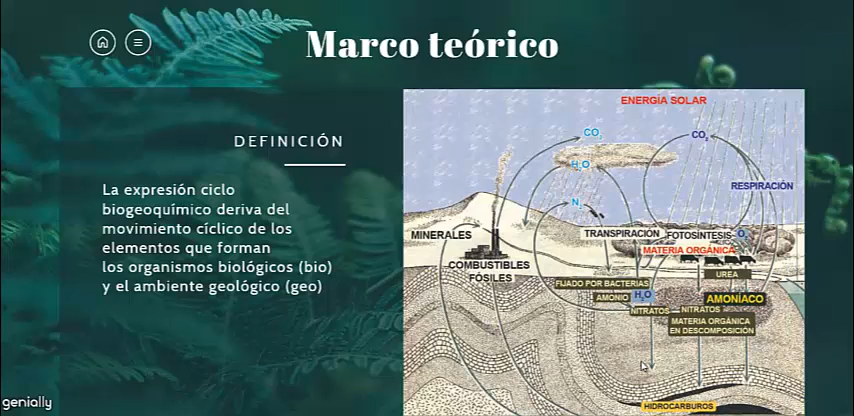 Marco teórico
DEFINICIÓN
La expresión ciclo
biogeoquímico deriva del
movimiento cíclico de los
elementos que forman
los organismos biológicos (bio)
y el ambiente geológico (geo)
ENERGÍA SOLAR
CO2
CO2
H2O
RESPIRACIÓN
N2
MINERALES
TRANSPIRACIÓN
FOTOSÍNTESIS
O2
MATERIA ORGÁNICA
COMBUSTIBLES
FÓSILES
UREA
FIJADO POR BACTERIAS
AMONIO
H2O
AMONÍACO
NITRATOS
NITRATOS
MATERIA ORGÁNICA
EN DESCOMPOSICIÓN
HIDROCARBUROS
genially